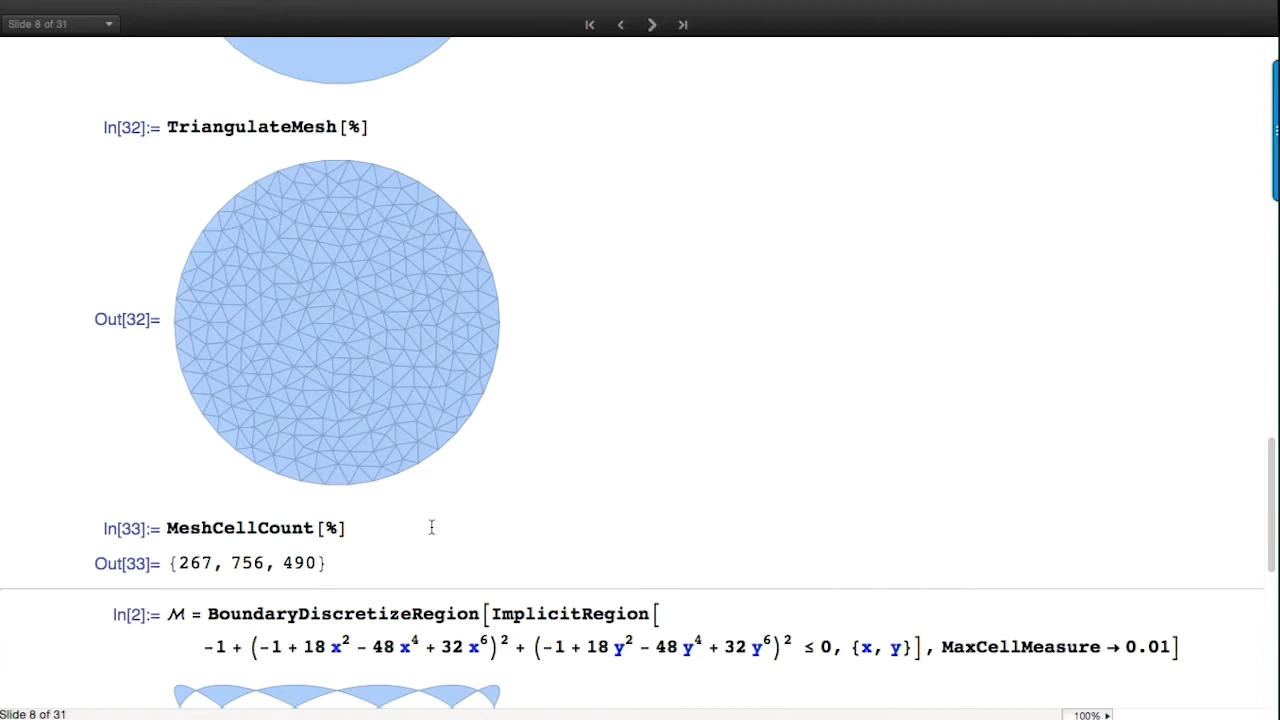 Slide 8 of 31
In[32]:= TriangulateMesh[%]
Out[32]=
In[33]:= MeshCellCount[%]
Out[33]= {267, 756, 490}
In[2]:= ℳ = BoundaryDiscretizeRegion[ImplicitRegion[
-1 + (-1 + 18 x² - 48 x⁴ + 32 x⁶)² + (-1 + 18 y² - 48 y⁴ + 32 y⁶)² ≤ 0, {x, y}], MaxCellMeasure → 0.01]
Slide 8 of 31
100%